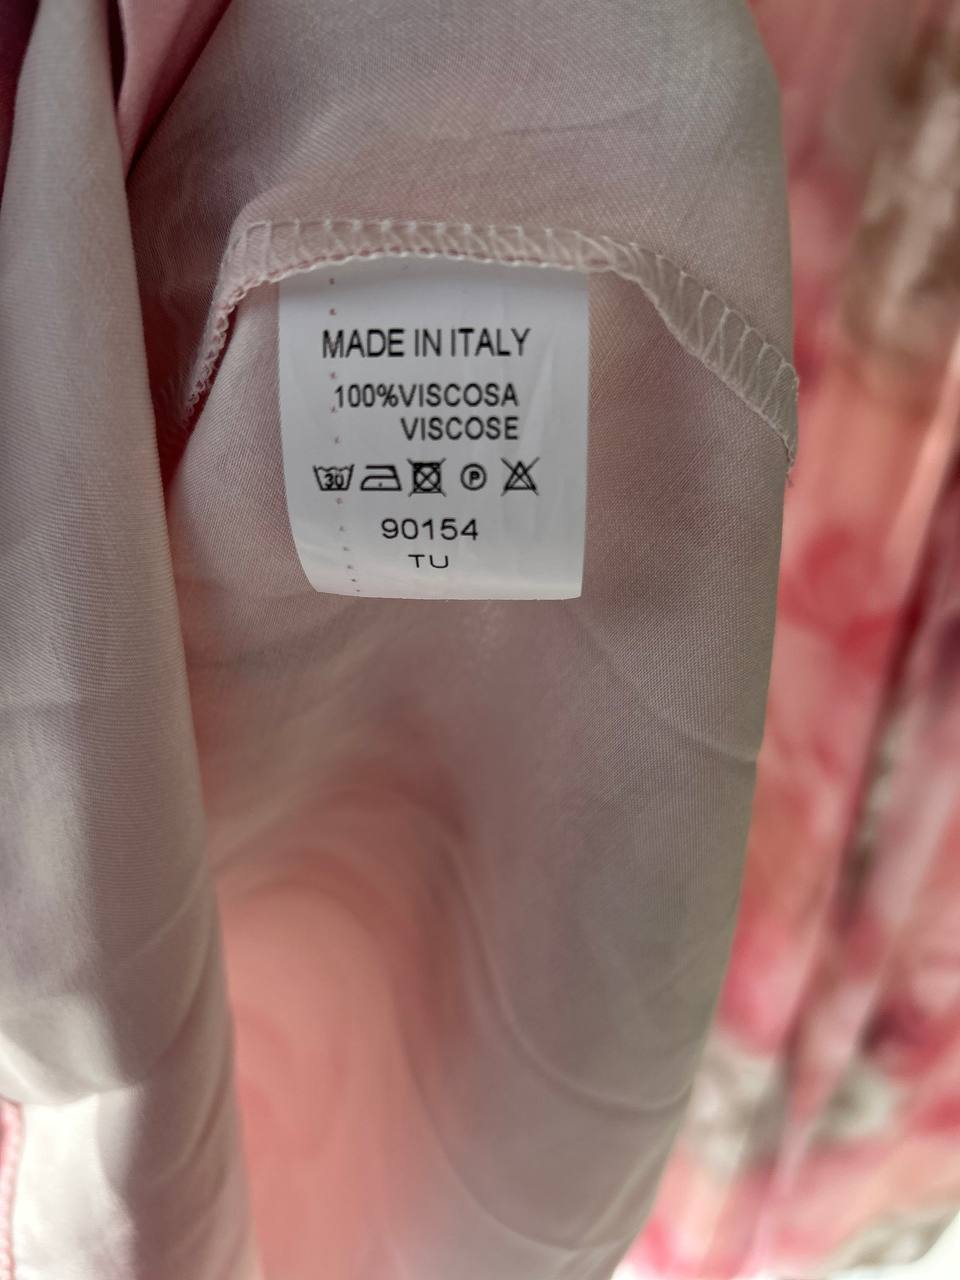 MADE IN ITALY
100%VISCOSA
VISCOSE
30 P
90154
TU